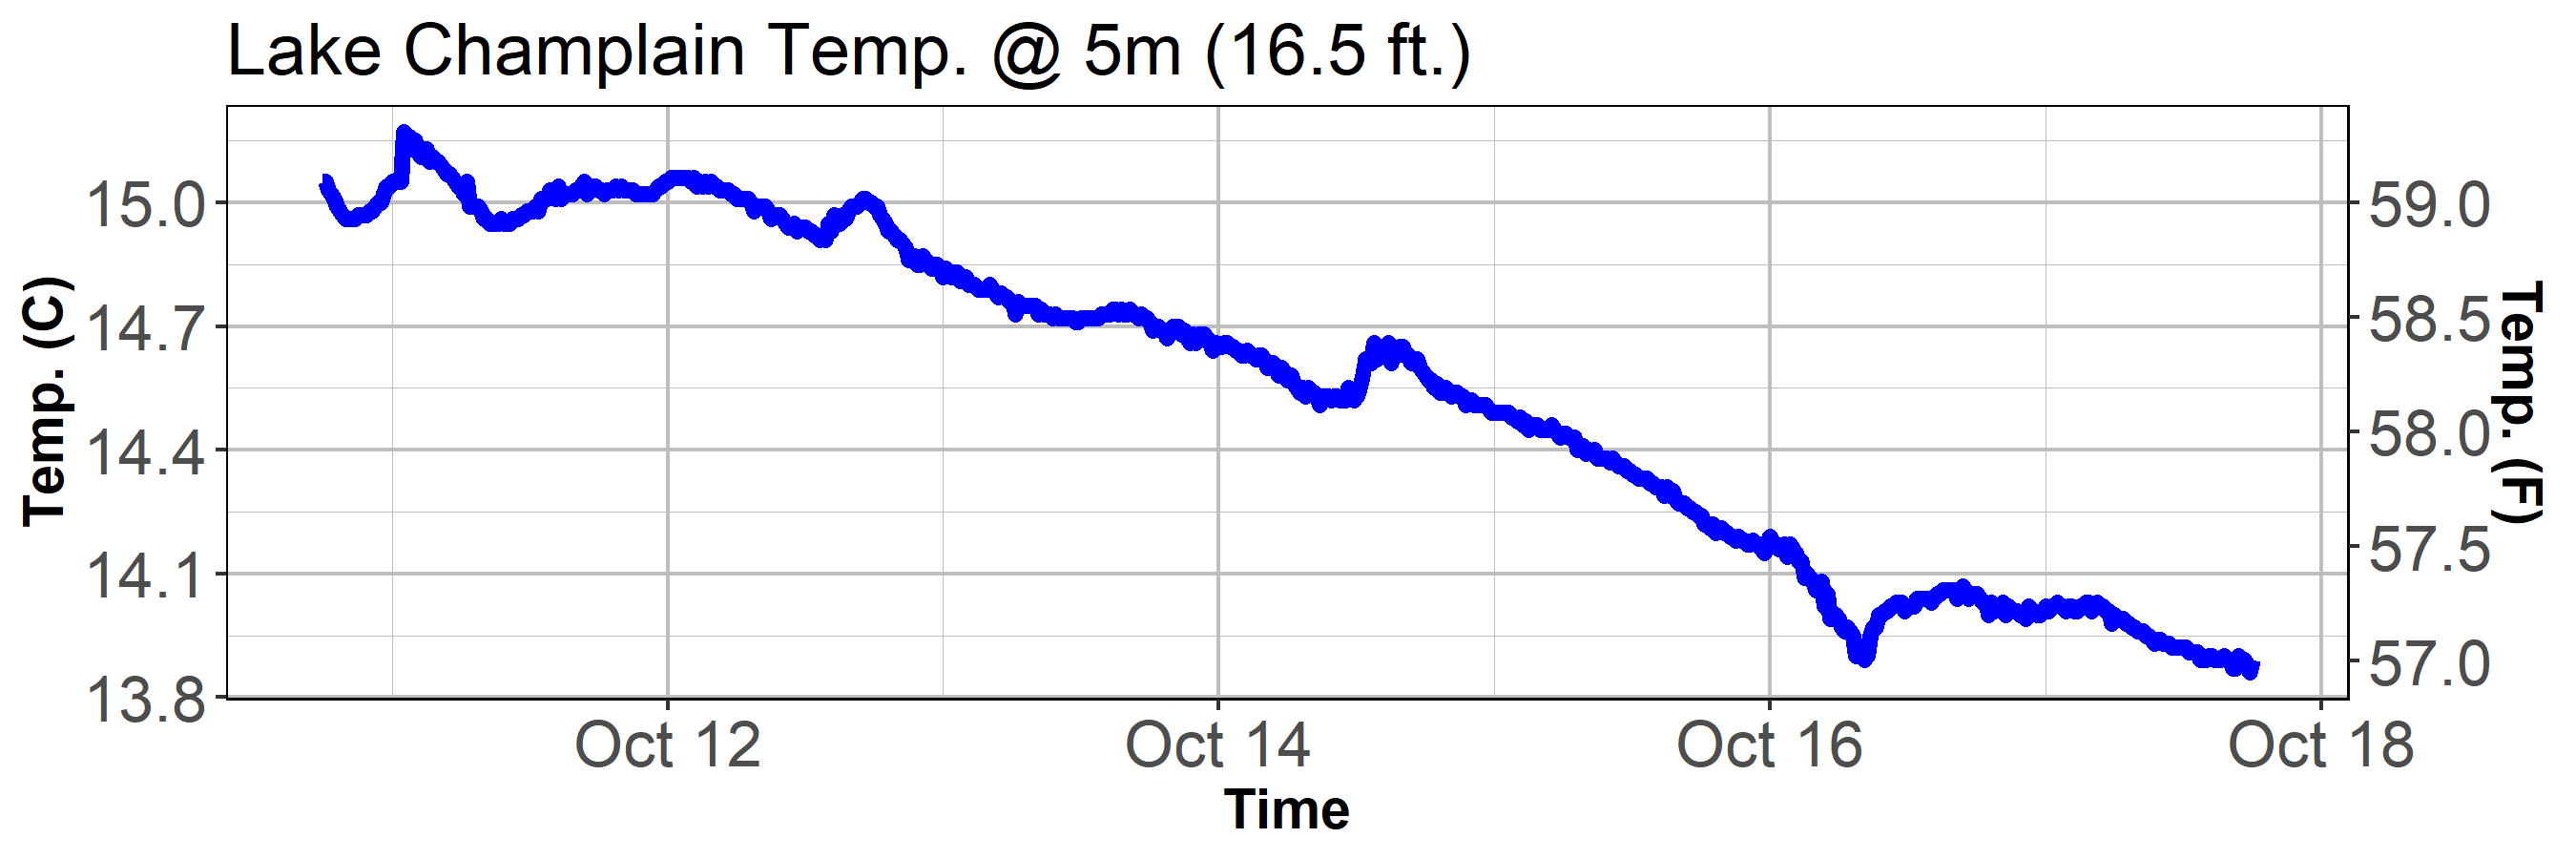 Lake Champlain Temp. @ 5m (16.5 ft.)
Temp. (C)
15.0
14.7
14.4
14.1
13.8
59.0
58.5
58.0
57.5
57.0
Temp. (F)
Oct 12 Oct 14 Oct 16 Oct 18
Time